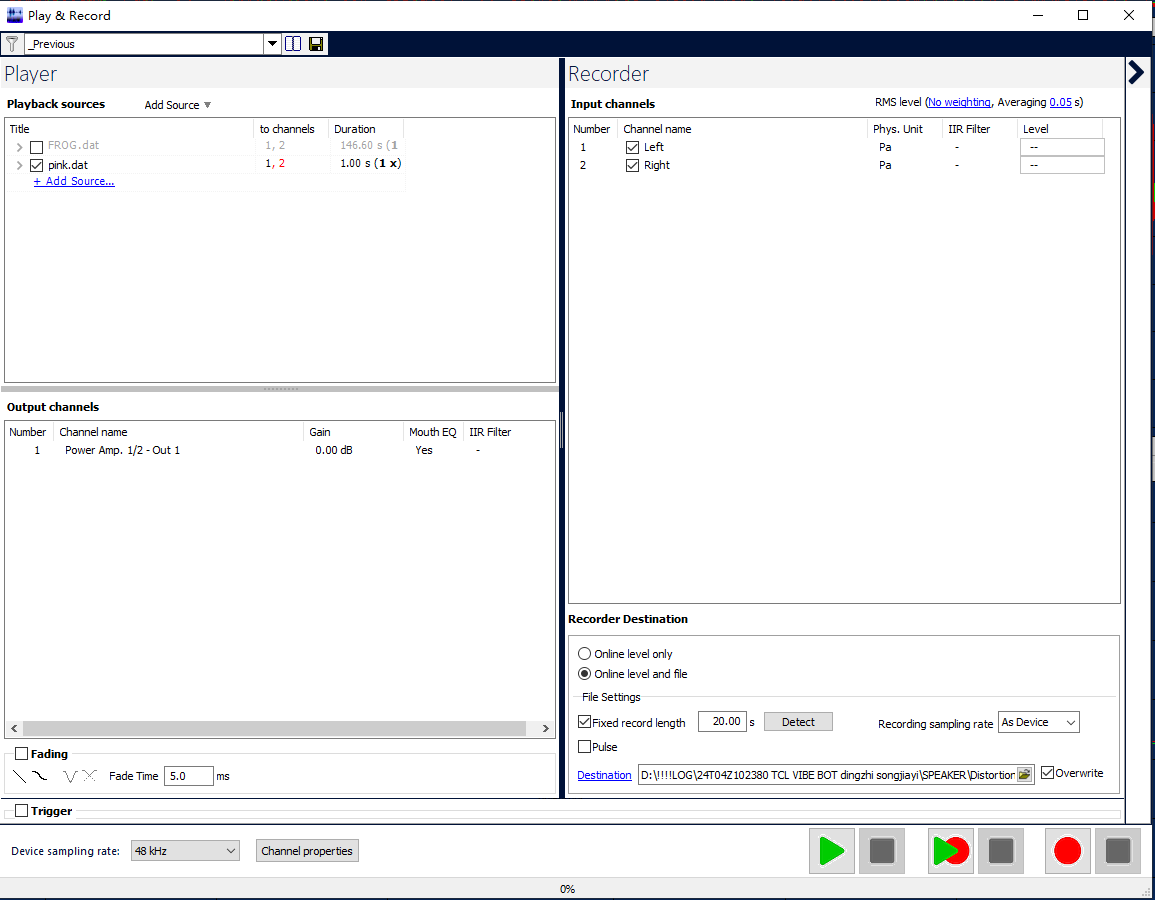 Play & Record
_Previous
Player
Playback sources
Add Source
Title to channels Duration
FROG.dat 1, 2 146.60 s (1
pink.dat 1, 2 1.00 s (1 x)
+ Add Source...
Output channels
Number Channel name Gain Mouth EQ IIR Filter
1 Power Amp. 1/2 - Out 1 0.00 dB Yes -
Fading
Fade Time 5.0 ms
Trigger
Recorder
Input channels
RMS level (No weighting, Averaging 0.05 s)
Number Channel name Phys. Unit IIR Filter Level
1 Left Pa - --
2 Right Pa - --
Recorder Destination
Online level only
Online level and file
File Settings
Fixed record length 20.00 s Detect Recording sampling rate As Device
Pulse
Destination D:\!!!!LOG\24T04Z102380 TCL VIBE BOT dingzhi songjiayi\SPEAKER\Distortion Overwrite
Device sampling rate: 48 kHz Channel properties
0%